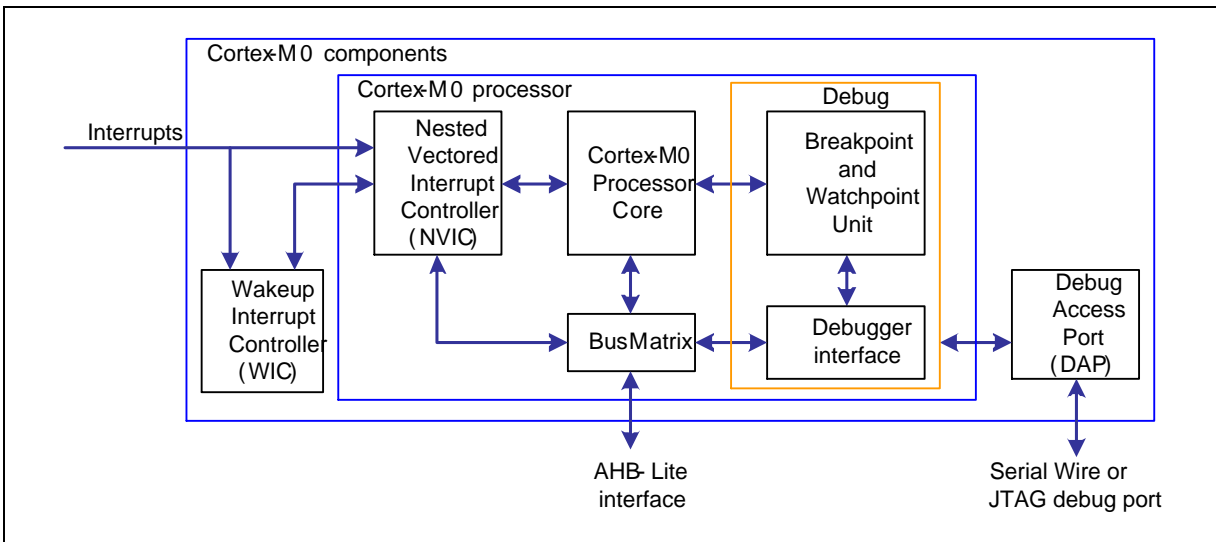 Cortex-M0 components
Cortex-M0 processor
Debug
Interrupts
Nested
Vectored
Interrupt
Controller
(NVIC)
Cortex-M0
Processor
Core
Breakpoint
and
Watchpoint
Unit
Wakeup
Interrupt
Controller
(WIC)
Bus Matrix
Debugger
interface
Debug
Access
Port
(DAP)
AHB-Lite
interface
Serial Wire or
JTAG debug port